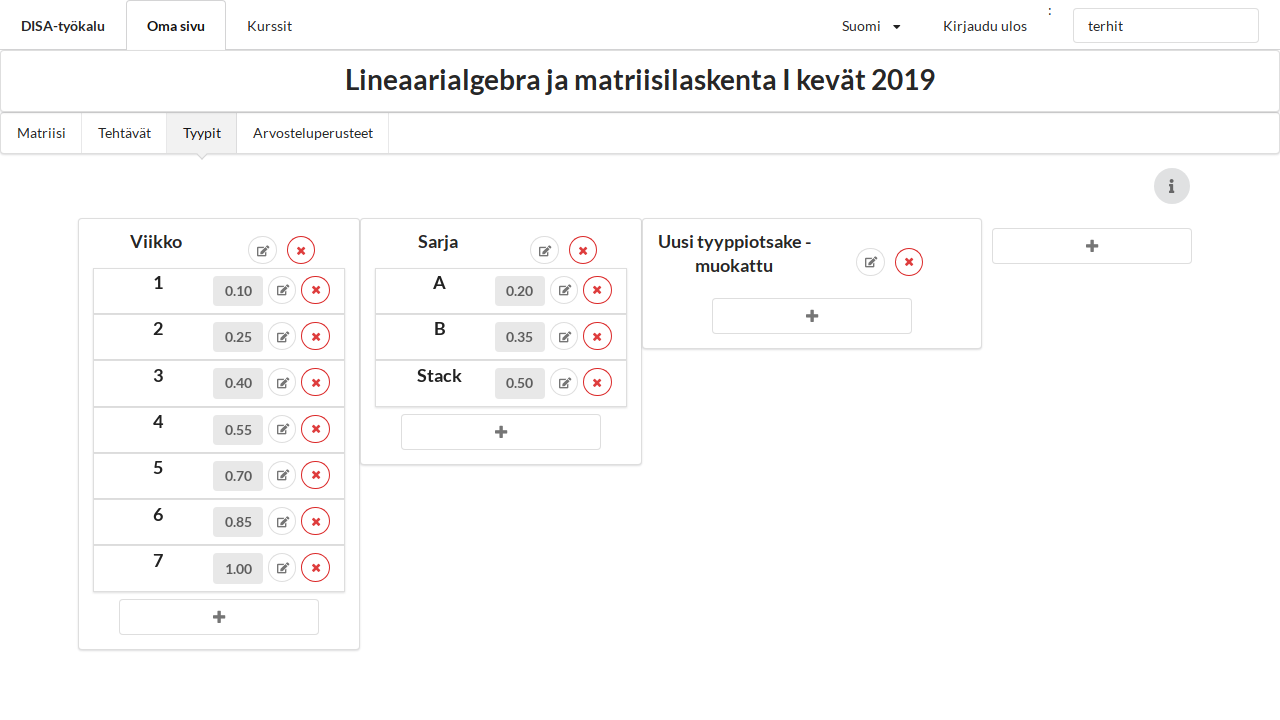 DISA-työkalu Oma sivu Kurssit Suomi Kirjaudu ulos : terhit
Lineaarialgebra ja matriisilaskenta I kevät 2019
Matriisi Tehtävät Tyypit Arvosteluperusteet
Viikko
1 0.10
2 0.25
3 0.40
4 0.55
5 0.70
6 0.85
7 1.00
Sarja
A 0.20
B 0.35
Stack 0.50
Uusi tyyppiotsake -
muokattu